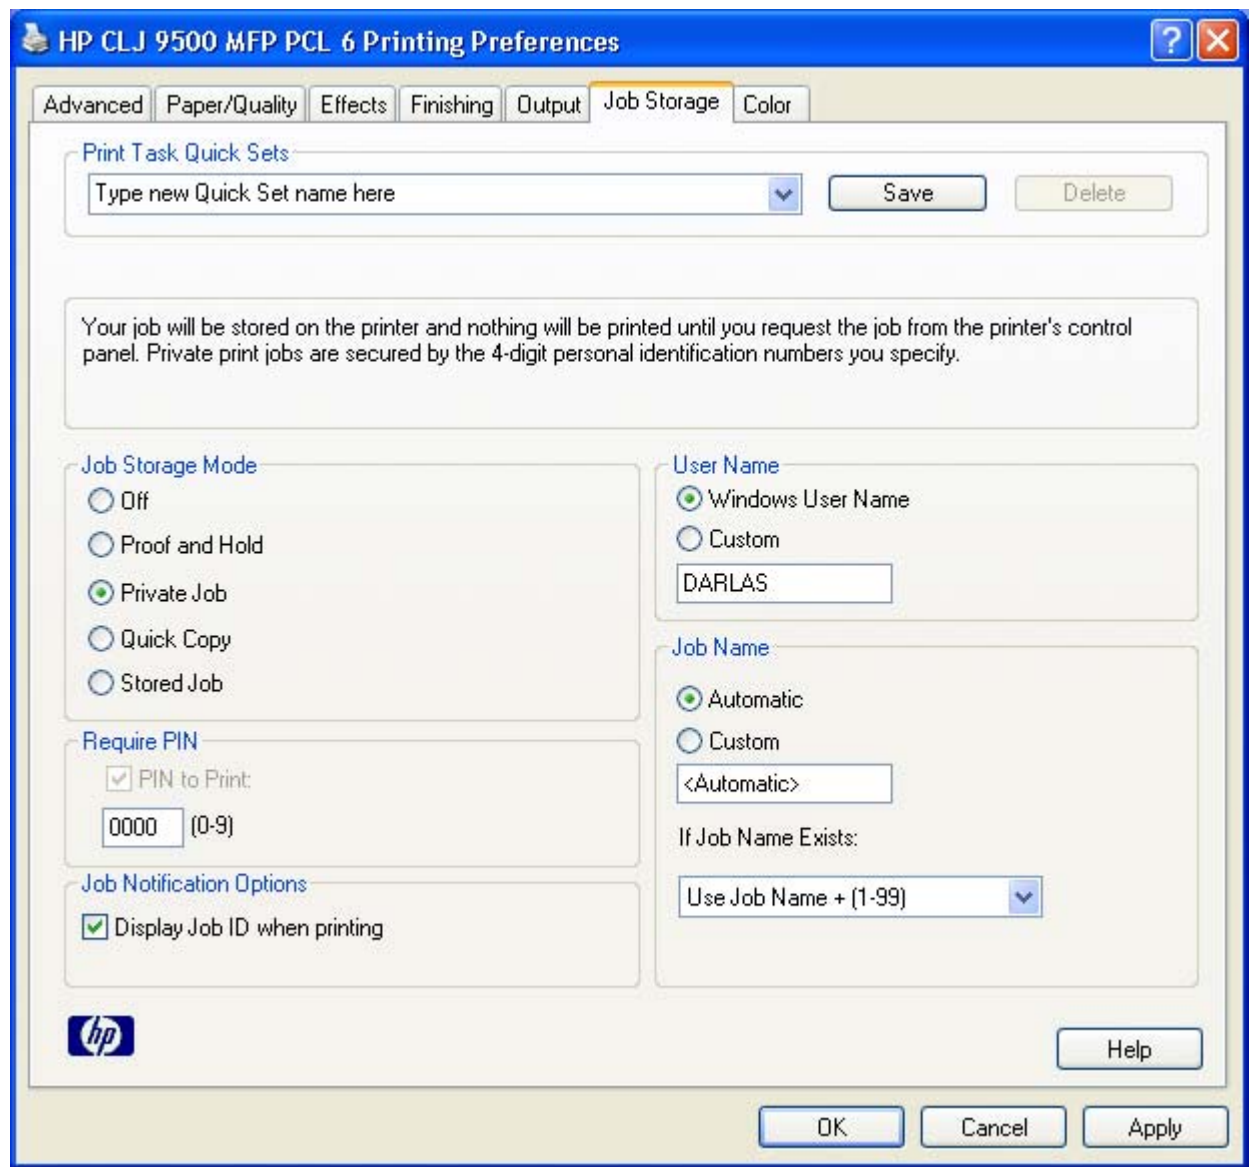 HP CLJ 9500 MFP PCL 6 Printing Preferences
Advanced Paper/Quality Effects Finishing Output Job Storage Color
Print Task Quick Sets
Type new Quick Set name here Save Delete
Your job will be stored on the printer and nothing will be printed until you request the job from the printer's control
panel. Private print jobs are secured by the 4-digit personal identification numbers you specify.
Job Storage Mode
Off
Proof and Hold
Private Job
Quick Copy
Stored Job
Require PIN
PIN to Print:
0000 (0-9)
Job Notification Options
Display Job ID when printing
User Name
Windows User Name
Custom
DARLAS
Job Name
Automatic
Custom
<Automatic>
If Job Name Exists:
Use Job Name + (1-99)
hp
Help
OK Cancel Apply